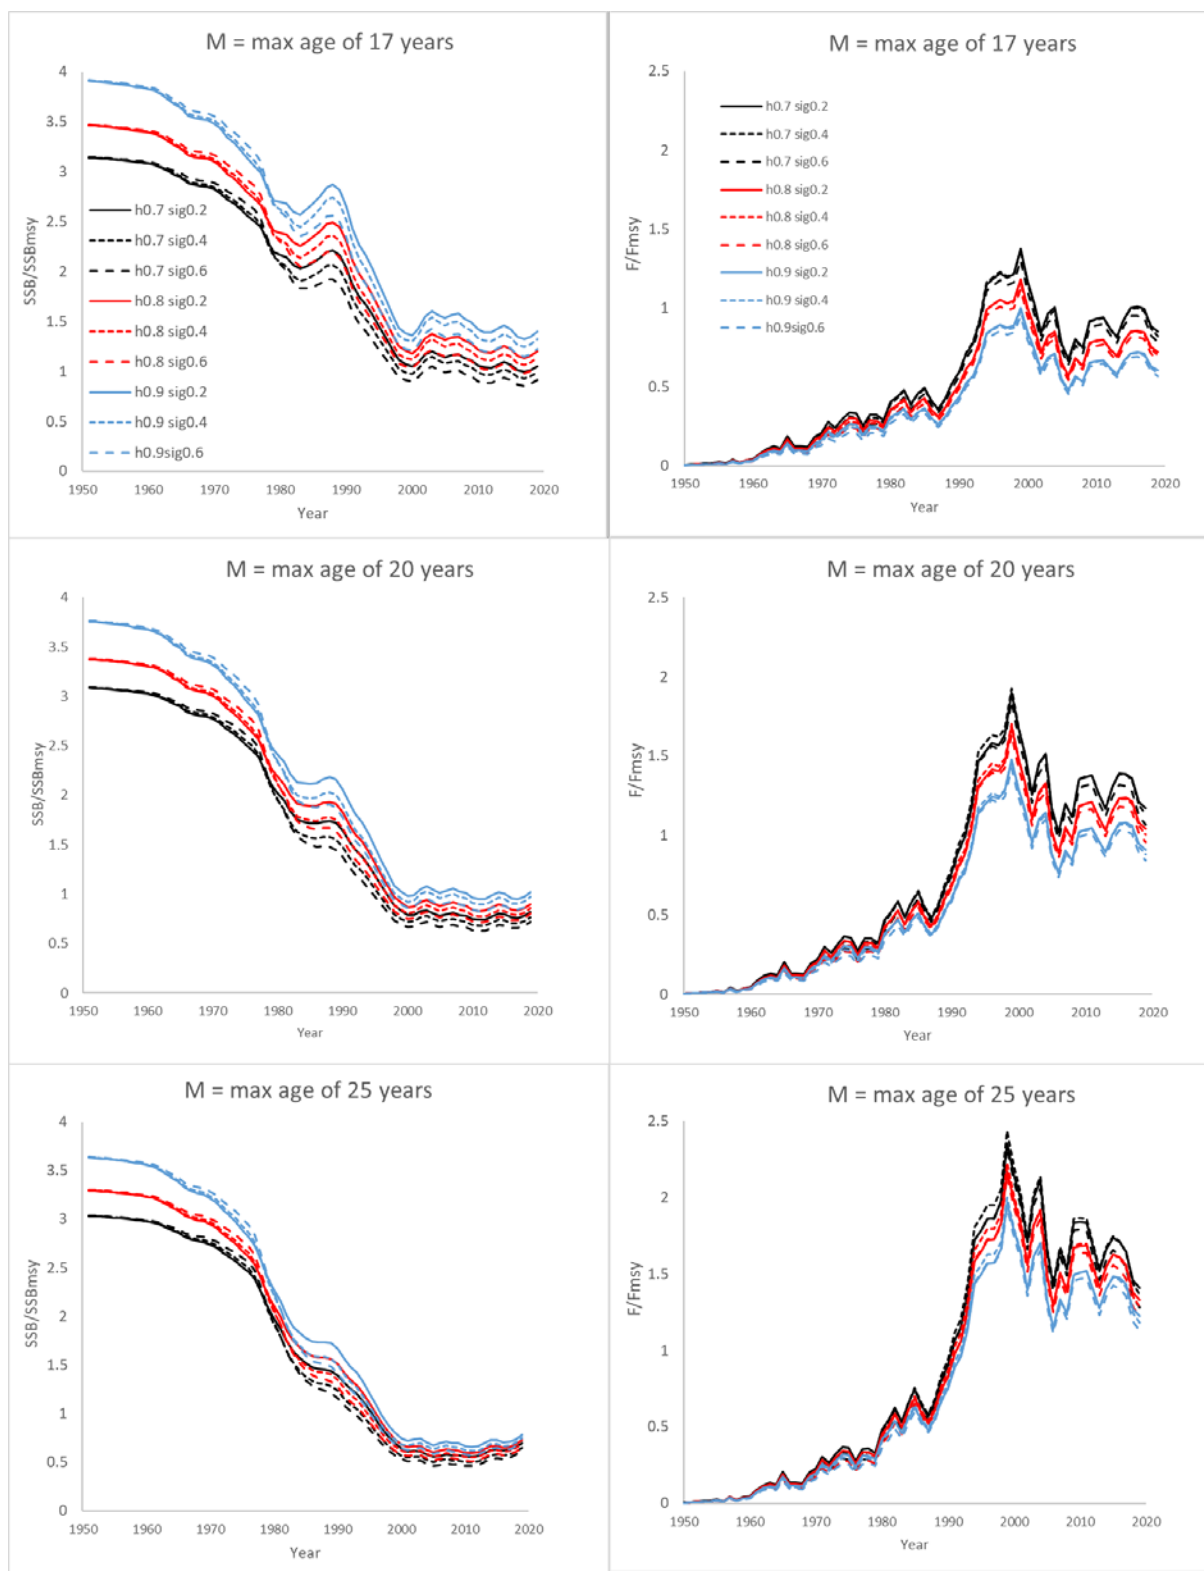 M = max age of 17 years
4
3.5
3
2.5
2
1.5
1
0.5
0
SSB/SSBmsy
h0.7 sig0.2
h0.7 sig0.4
h0.7 sig0.6
h0.8 sig0.2
h0.8 sig0.4
h0.8 sig0.6
h0.9 sig0.2
h0.9 sig0.4
h0.9sig0.6
1950 1960 1970 1980 1990 2000 2010 2020
Year
M = max age of 17 years
2.5
2
1.5
1
0.5
0
F/Fmsy
h0.7 sig0.2
h0.7 sig0.4
h0.7 sig0.6
h0.8 sig0.2
h0.8 sig0.4
h0.8 sig0.6
h0.9 sig0.2
h0.9 sig0.4
h0.9sig0.6
1950 1960 1970 1980 1990 2000 2010 2020
Year
M = max age of 20 years
4
3.5
3
2.5
2
1.5
1
0.5
0
SSB/SSBmsy
1950 1960 1970 1980 1990 2000 2010 2020
Year
M = max age of 20 years
2.5
2
1.5
1
0.5
0
F/Fmsy
1950 1960 1970 1980 1990 2000 2010 2020
Year
M = max age of 25 years
4
3.5
3
2.5
2
1.5
1
0.5
0
SSB/SSBmsy
1950 1960 1970 1980 1990 2000 2010 2020
Year
M = max age of 25 years
2.5
2
1.5
1
0.5
0
F/Fmsy
1950 1960 1970 1980 1990 2000 2010 2020
Year